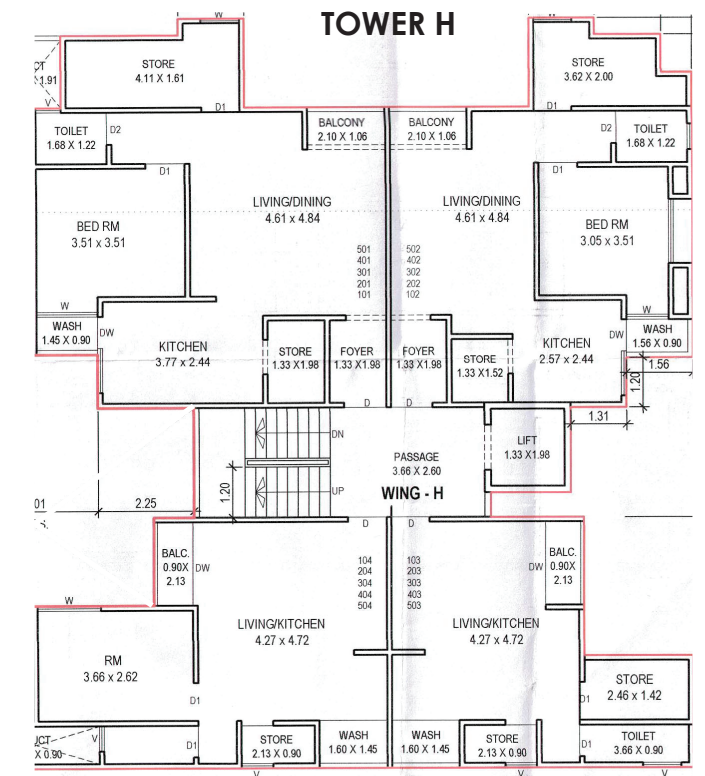 TOWER H
W
W
STORE
4.11 X 1.61
STORE
3.62 X 2.00
CT
1.91
V
D1
D1
BALCONY
2.10 X 1.06
BALCONY
2.10 X 1.06
TOILET
1.68 X 1.22
D2
D2
TOILET
1.68 X 1.22
D1
D1
LIVING/DINING
4.61 x 4.84
LIVING/DINING
4.61 x 4.84
BED RM
3.51 x 3.51
BED RM
3.05 x 3.51
501
401
301
201
101
502
402
302
202
102
W
W
WASH
1.45 X 0.90
DW
KITCHEN
3.77 x 2.44
STORE
1.33 X1.98
FOYER
1.33 X1.98
FOYER
1.33 X1.98
STORE
1.33 X1.52
KITCHEN
2.57 x 2.44
DW
WASH
1.56 X 0.90
1.56
1.20
1.31
D
D
DN
UP
1.20
PASSAGE
3.66 X 2.60
WING - H
LIFT
1.33 X1.98
01
2.25
S.
D
D
BALC.
0.90X
2.13
DW
104
204
304
404
504
103
203
303
403
503
DW
BALC.
0.90X
2.13
W
LIVING/KITCHEN
4.27 x 4.72
LIVING/KITCHEN
4.27 x 4.72
RM
3.66 x 2.62
D1
D1
STORE
2.46 x 1.42
UCT
X 0.90
V
D1
STORE
2.13 X 0.90
WASH
1.60 X 1.45
WASH
1.60 X 1.45
STORE
2.13 X 0.90
D1
TOILET
3.66 X 0.90
V
V
V